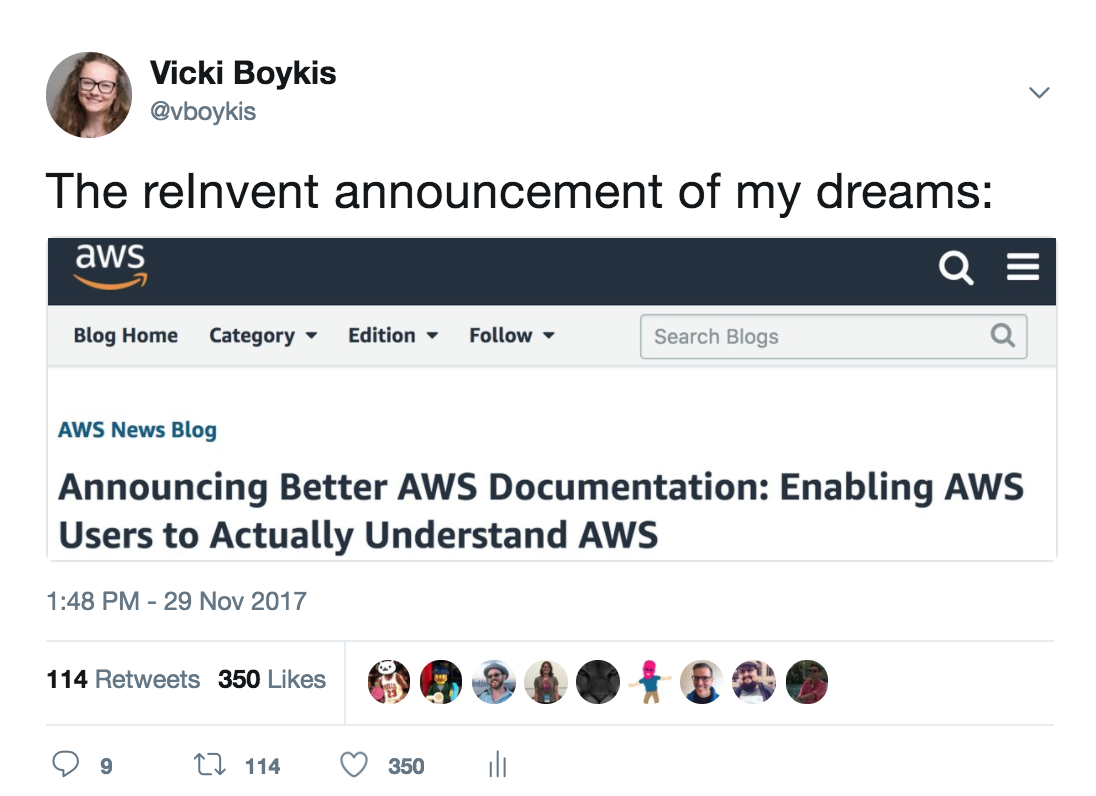 Vicki Boykis
@vboykis
The reInvent announcement of my dreams:
aws
Blog Home Category Edition Follow Search Blogs
AWS News Blog
Announcing Better AWS Documentation: Enabling AWS
Users to Actually Understand AWS
1:48 PM - 29 Nov 2017
114 Retweets 350 Likes
9 114 350